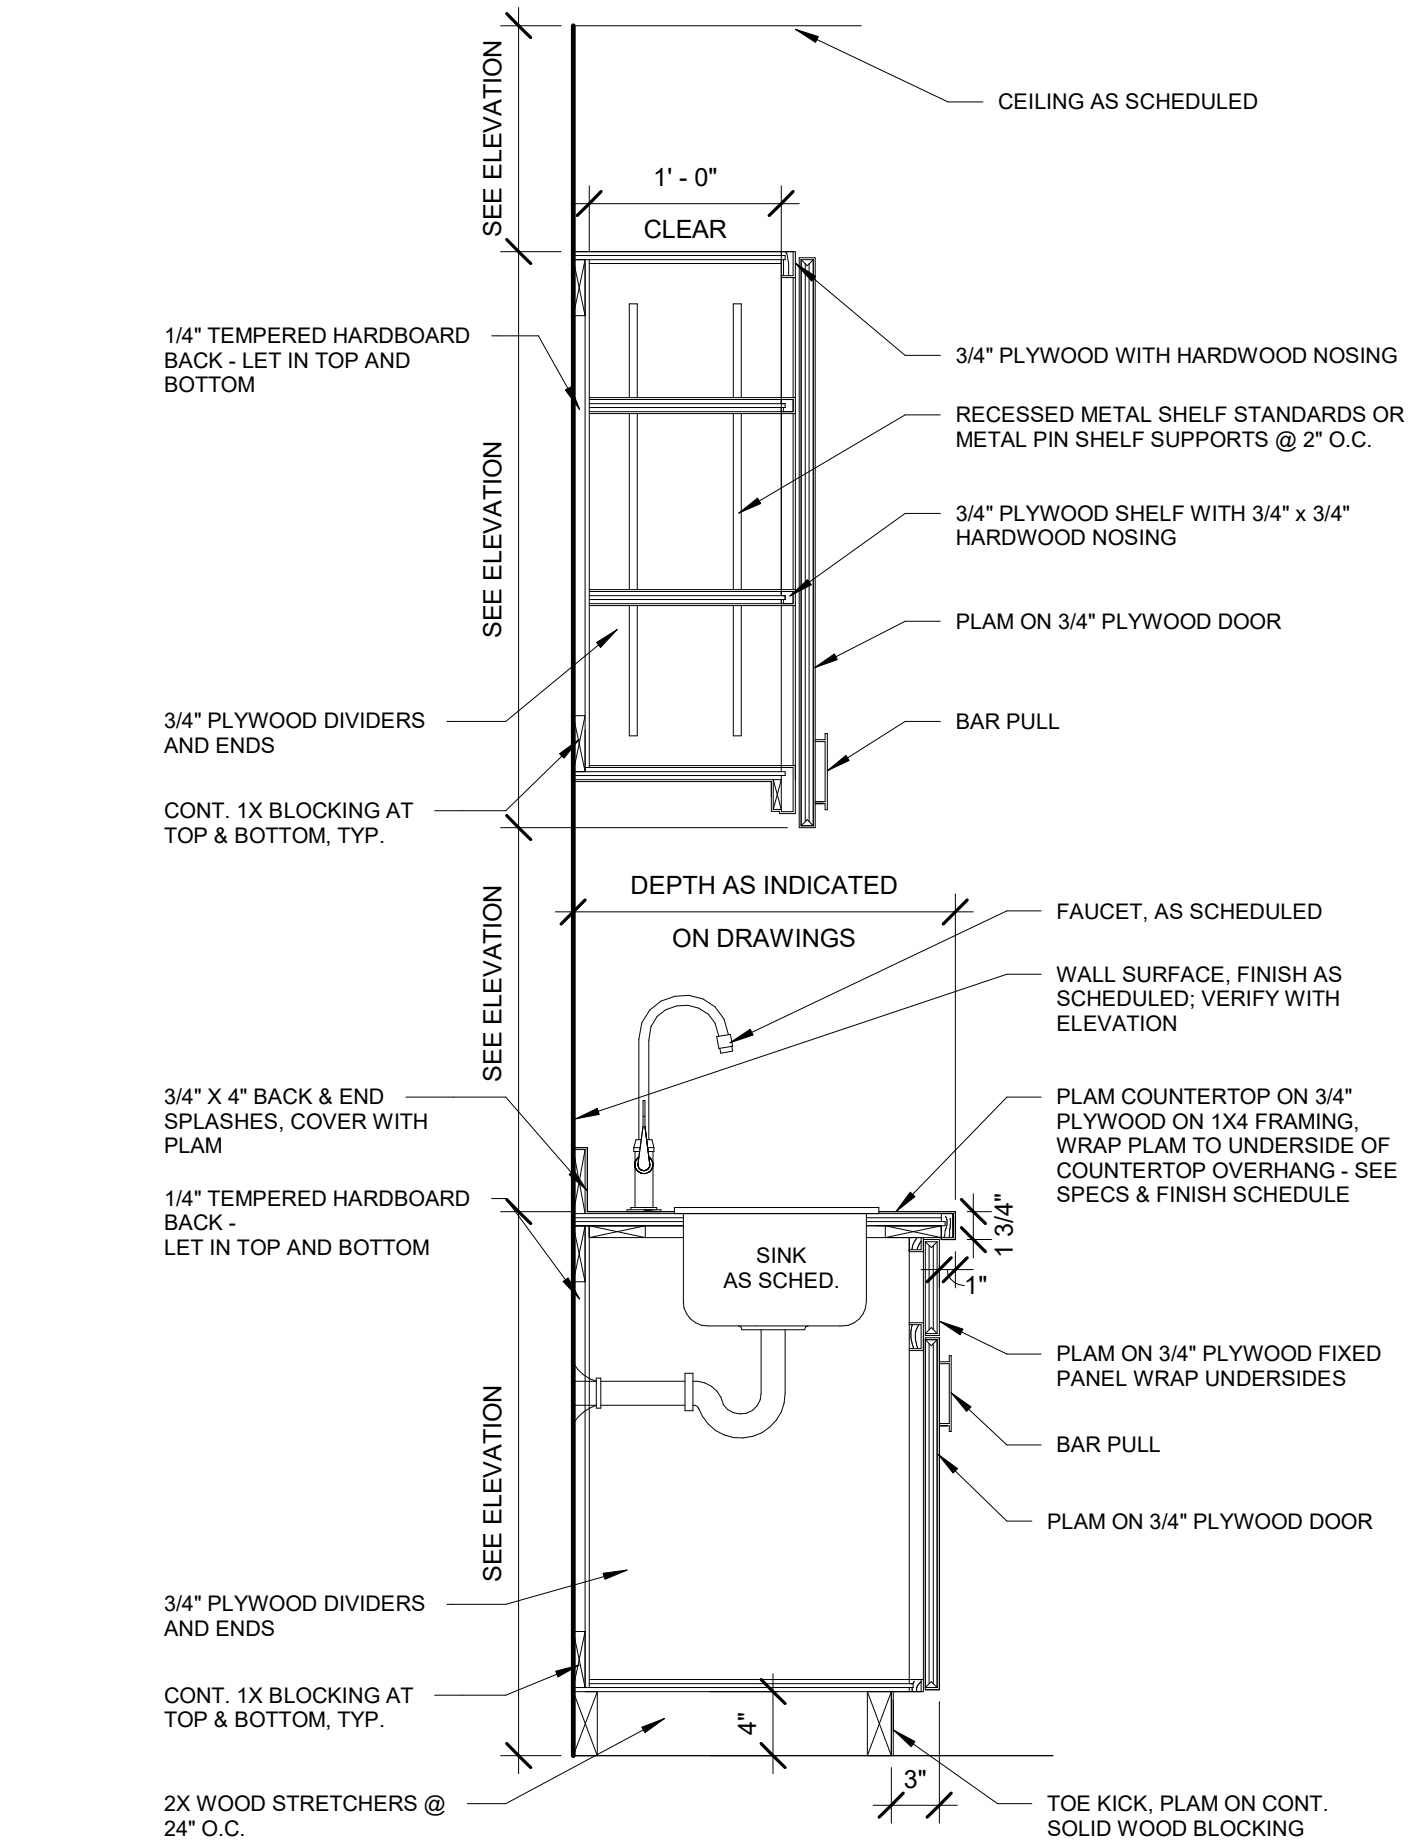 SEE ELEVATION
CEILING AS SCHEDULED
1' - 0"
CLEAR
1/4" TEMPERED HARDBOARD
BACK - LET IN TOP AND
BOTTOM
3/4" PLYWOOD WITH HARDWOOD NOSING
RECESSED METAL SHELF STANDARDS OR
METAL PIN SHELF SUPPORTS @ 2" O.C.
SEE ELEVATION
3/4" PLYWOOD SHELF WITH 3/4" x 3/4"
HARDWOOD NOSING
PLAM ON 3/4" PLYWOOD DOOR
3/4" PLYWOOD DIVIDERS
AND ENDS
BAR PULL
CONT. 1X BLOCKING AT
TOP & BOTTOM, TYP.
DEPTH AS INDICATED
ON DRAWINGS
SEE ELEVATION
FAUCET, AS SCHEDULED
WALL SURFACE, FINISH AS
SCHEDULED; VERIFY WITH
ELEVATION
3/4" X 4" BACK & END
SPLASHES, COVER WITH
PLAM
PLAM COUNTERTOP ON 3/4"
PLYWOOD ON 1X4 FRAMING,
WRAP PLAM TO UNDERSIDE OF
COUNTERTOP OVERHANG - SEE
SPECS & FINISH SCHEDULE
1/4" TEMPERED HARDBOARD
BACK -
LET IN TOP AND BOTTOM
1 3/4"
SINK
AS SCHED.
1"
PLAM ON 3/4" PLYWOOD FIXED
PANEL WRAP UNDERSIDES
BAR PULL
SEE ELEVATION
PLAM ON 3/4" PLYWOOD DOOR
3/4" PLYWOOD DIVIDERS
AND ENDS
CONT. 1X BLOCKING AT
TOP & BOTTOM, TYP.
4"
3"
2X WOOD STRETCHERS @
24" O.C.
TOE KICK, PLAM ON CONT.
SOLID WOOD BLOCKING